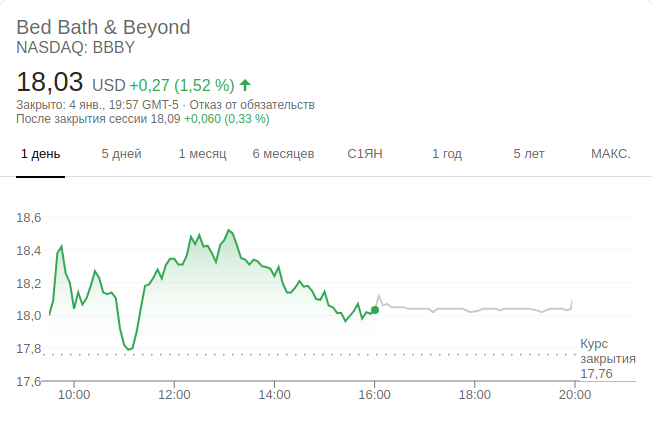 Bed Bath & Beyond
NASDAQ: BBBY
18,03 USD +0,27 (1,52 %)
Закрыто: 4 янв., 19:57 GMT-5 · Отказ от обязательств
После закрытия сессии 18,09 +0,060 (0,33 %)
1 день 5 дней 1 месяц 6 месяцев С1ЯН 1 год 5 лет МАКС.
18,6
18,4
18,2
18,0
17,8
17,6
Курс
закрытия
17,76
10:00 12:00 14:00 16:00 18:00 20:00